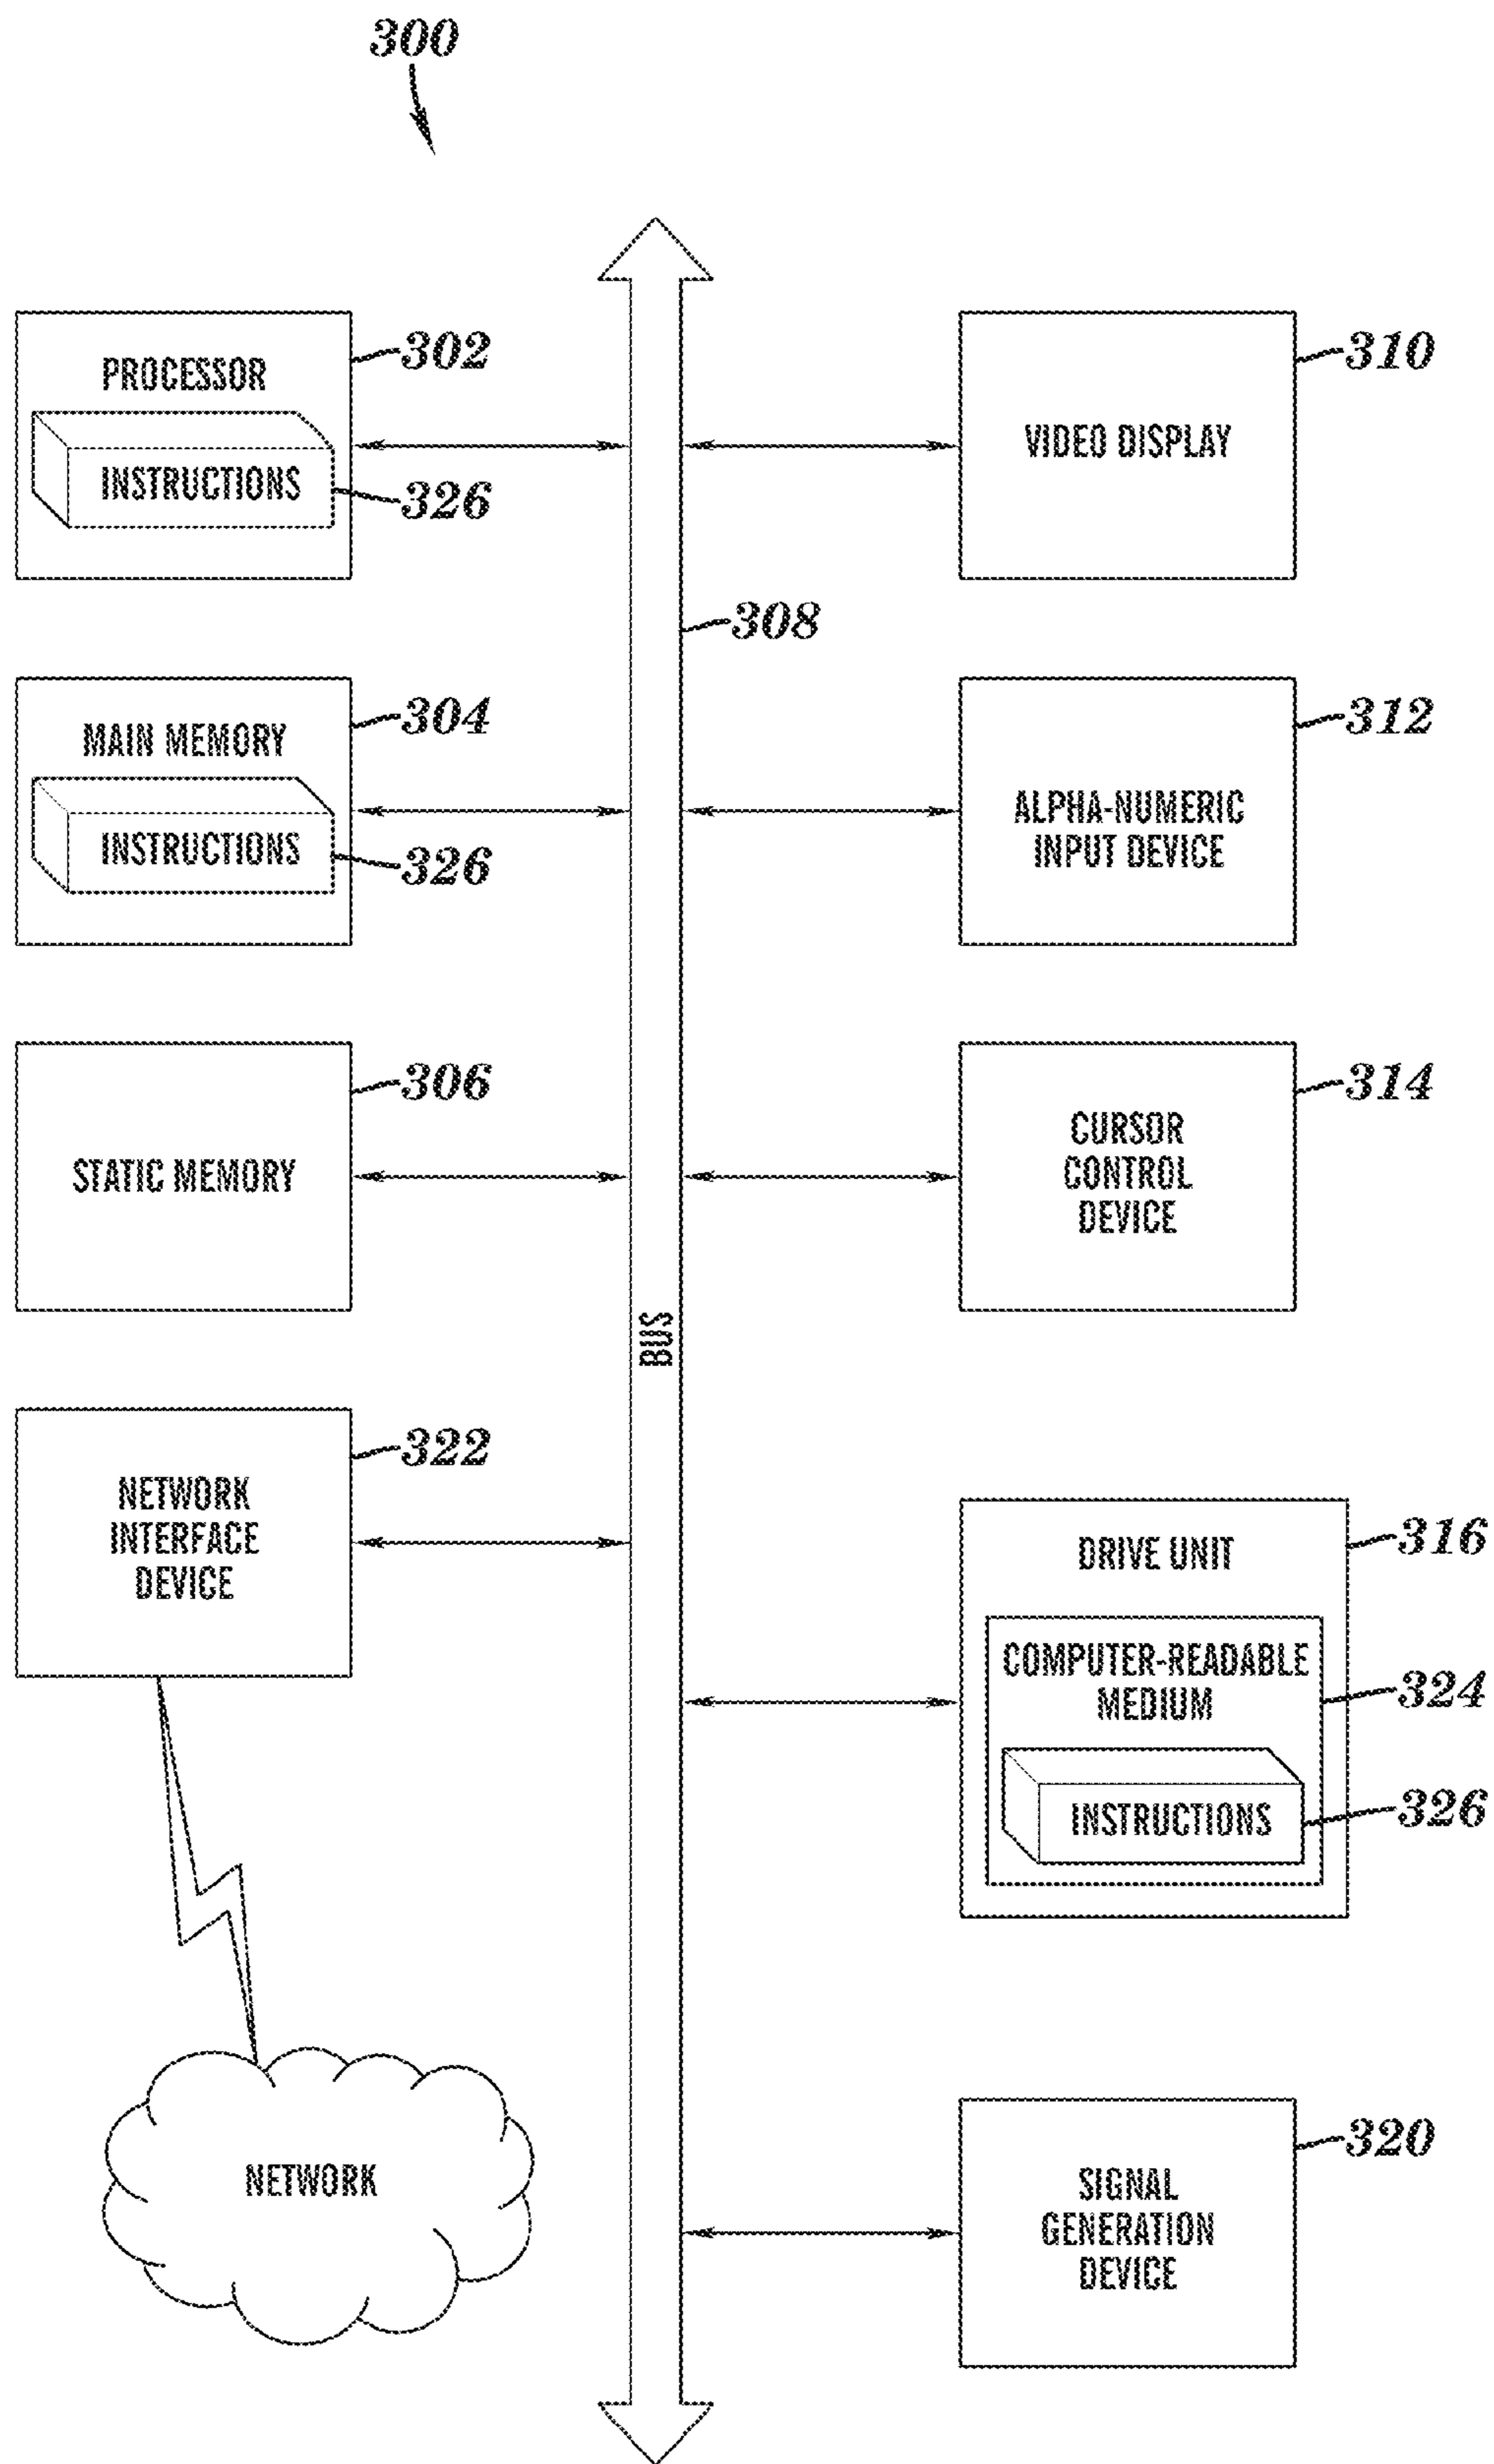 300
PROCESSOR
302
INSTRUCTIONS
326
MAIN MEMORY
304
INSTRUCTIONS
326
STATIC MEMORY
306
NETWORK
INTERFACE
DEVICE
322
NETWORK
BUS
308
VIDEO DISPLAY
310
ALPHA-NUMERIC
INPUT DEVICE
312
CURSOR
CONTROL
DEVICE
314
DRIVE UNIT
316
COMPUTER-READABLE
MEDIUM
324
INSTRUCTIONS
326
SIGNAL
GENERATION
DEVICE
320